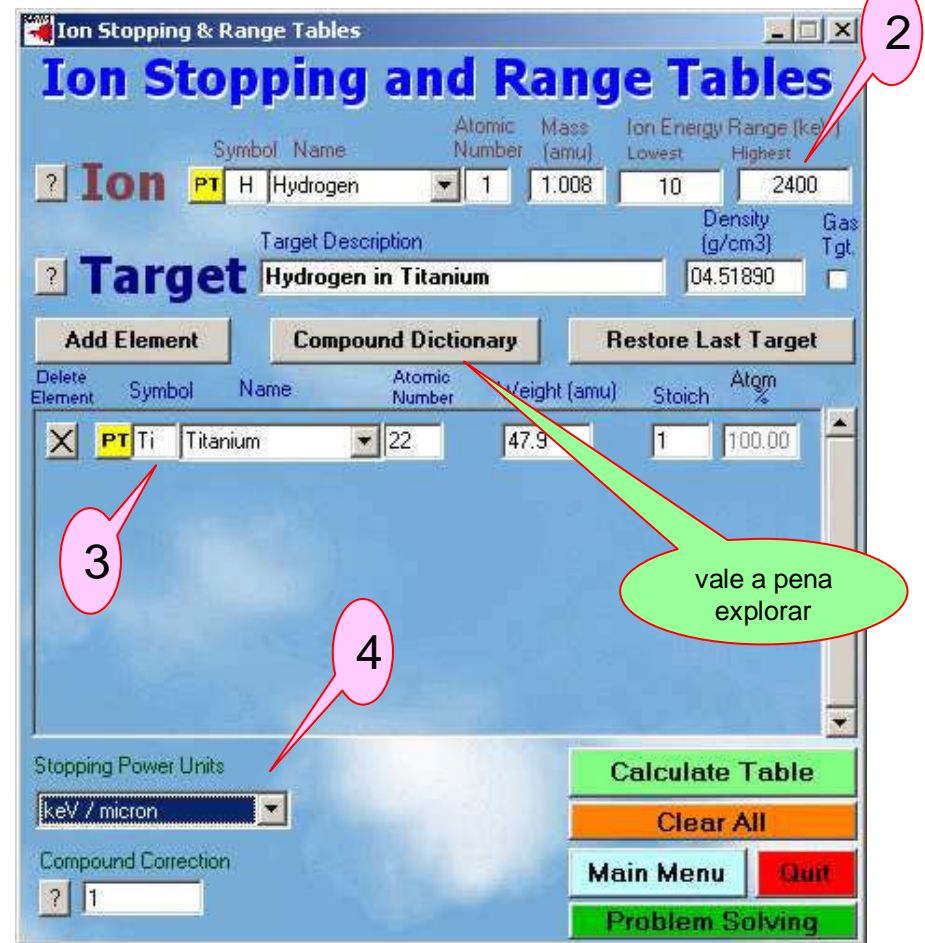 Ion Stopping & Range Tables
2
Ion Stopping and Range Tables
Atomic Mass Ion Energy Range (keV)
Symbol Name Number (amu) Lowest Highest
? Ion PT H Hydrogen 1 1.008 10 2400
Density Gas
Target Description (g/cm3) Tgt.
? Target Hydrogen in Titanium 04.51890
Add Element Compound Dictionary Restore Last Target
Delete Atomic Atom
Element Symbol Name Number Weight (amu) Stoich %
X PT Ti Titanium 22 47.9 1 100.00
3
vale a pena
explorar
4
Stopping Power Units
Calculate Table
keV / micron
Clear All
Compound Correction
Main Menu Quit
? 1
Problem Solving